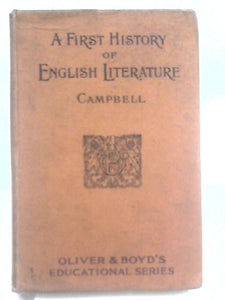 A FIRST HISTORY
OF
ENGLISH LITERATURE
CAMPBELL
OLIVER & BOYD'S
EDUCATIONAL SERIES